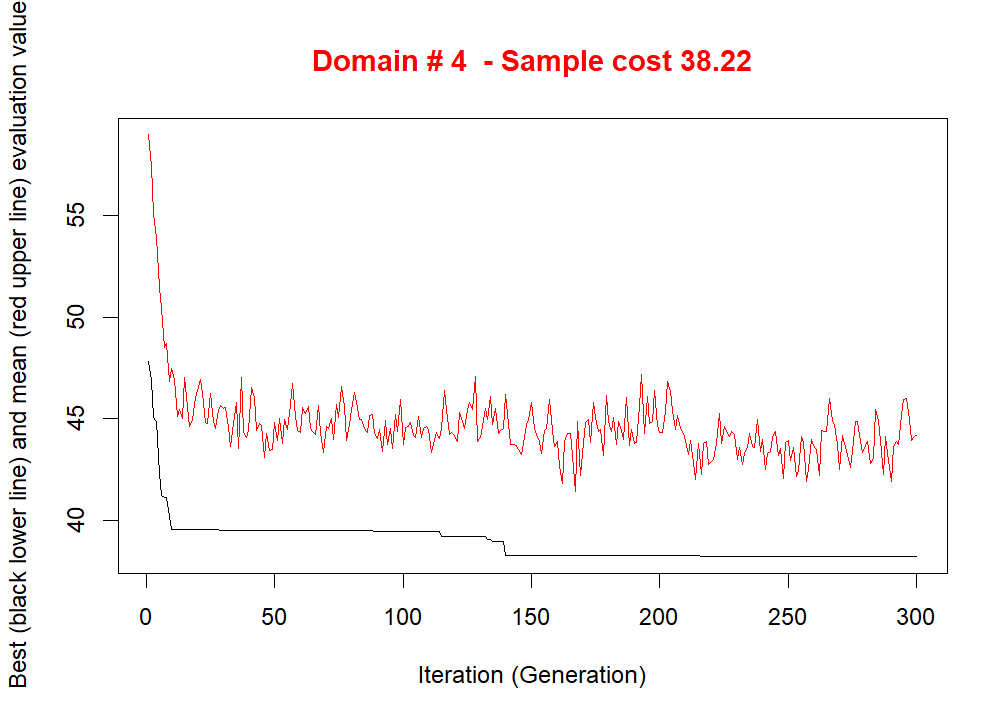 Domain # 4  - Sample cost 38.22
Best (black lower line) and mean (red upper line) evaluation value
55
50
45
40
0 50 100 150 200 250 300
Iteration (Generation)